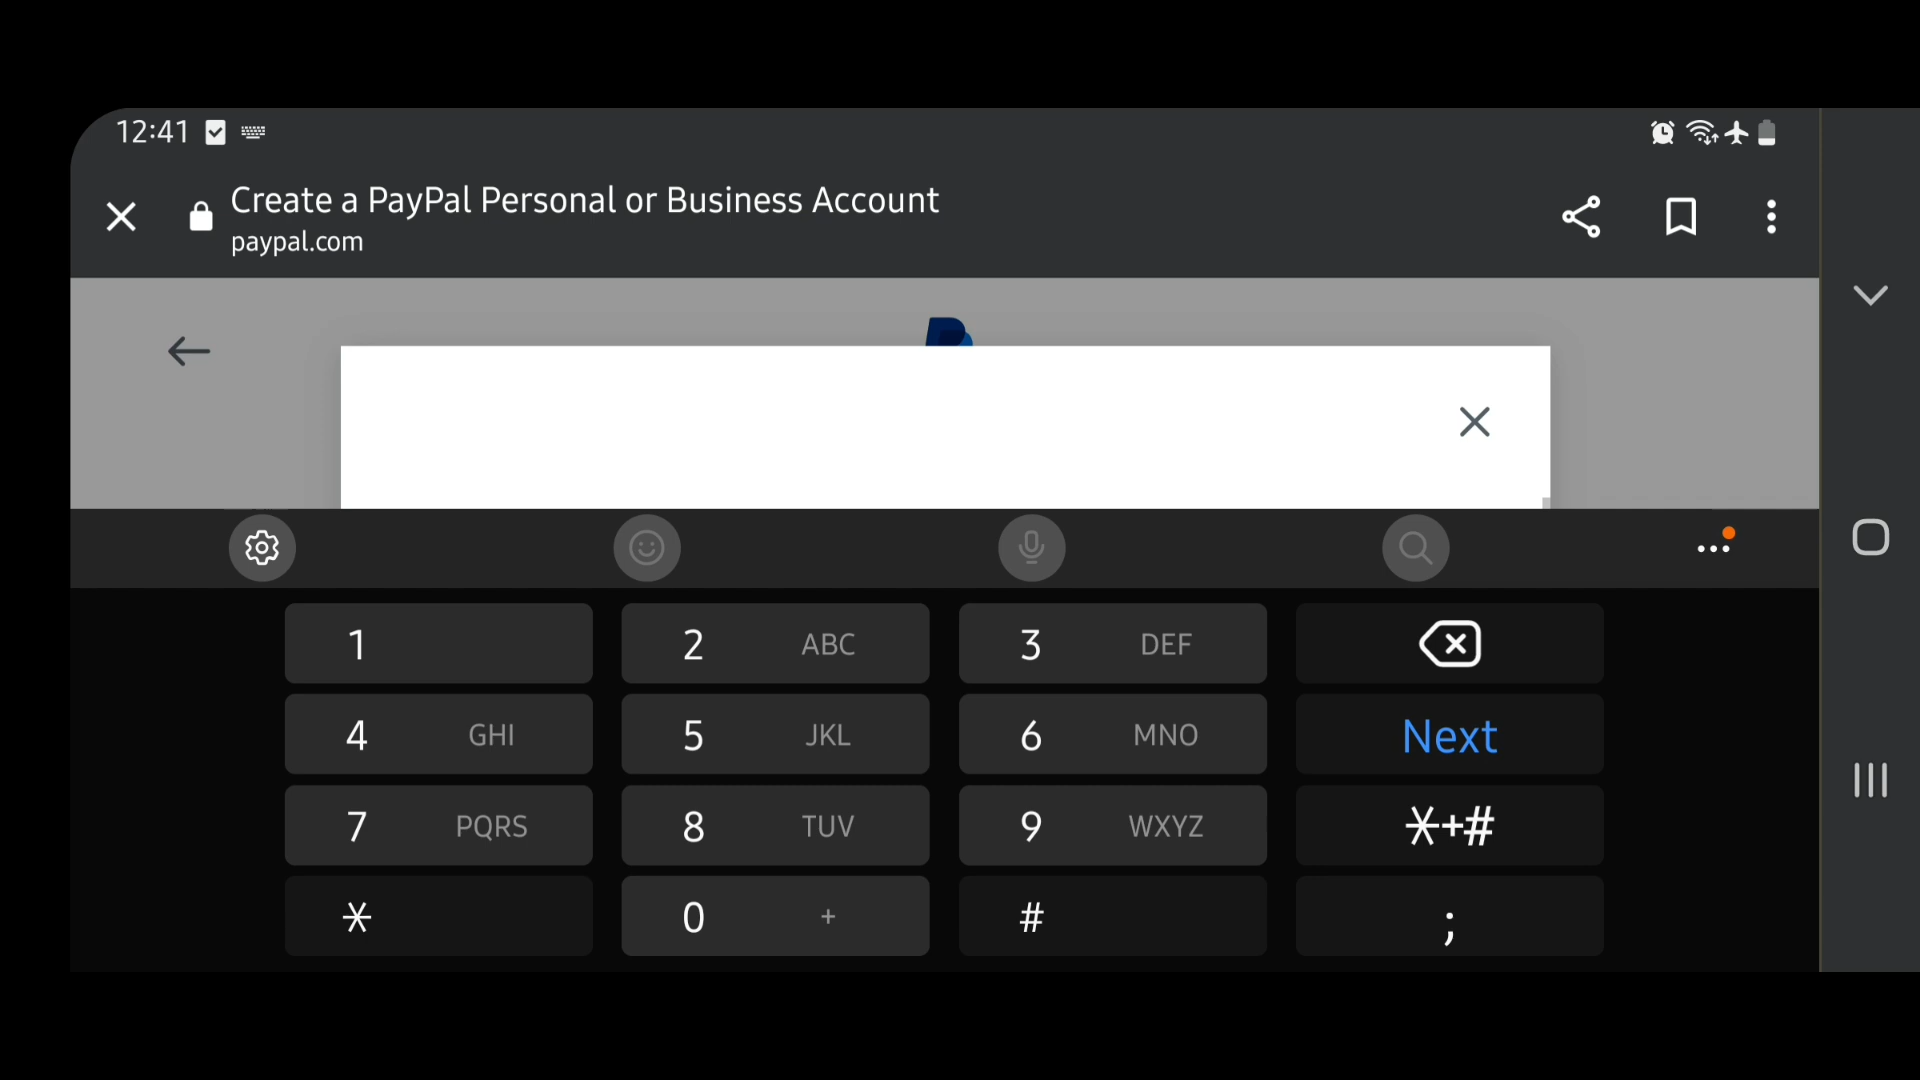 12:41
Create a PayPal Personal or Business Account
paypal.com
1
2 ABC
3 DEF
4 GHI
5 JKL
6 MNO
Next
7 PQRS
8 TUV
9 WXYZ
*+#
*
0 +
#
;